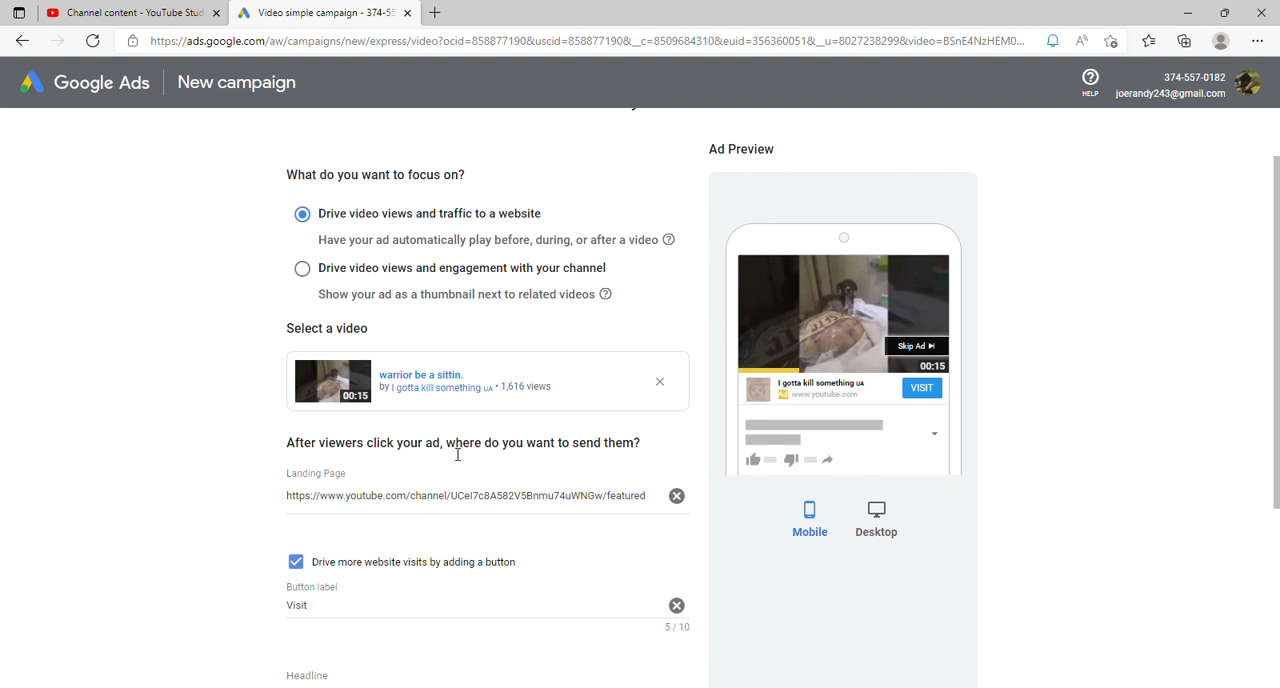 Channel content - YouTube Stud
Video simple campaign - 374-55
https://ads.google.com/aw/campaigns/new/express/video?ocid=858877190&uscid=858877190&__c=8509684310&euid=356360051&__u=8027238299&video=BSnE4NzHEM0...
Google Ads
New campaign
HELP
374-557-0182
joerandy243@gmail.com
Ad Preview
What do you want to focus on?
Drive video views and traffic to a website
Have your ad automatically play before, during, or after a video
Drive video views and engagement with your channel
Show your ad as a thumbnail next to related videos
Select a video
00:15
warrior be a sittin.
by I gotta kill something UA • 1,616 views
Skip Ad
00:15
I gotta kill something UA
Ad www.youtube.com
VISIT
After viewers click your ad, where do you want to send them?
Landing Page
https://www.youtube.com/channel/UCeI7c8A582V5Bnmu74uWNGw/featured
Mobile
Desktop
Drive more website visits by adding a button
Button label
Visit
5 / 10
Headline